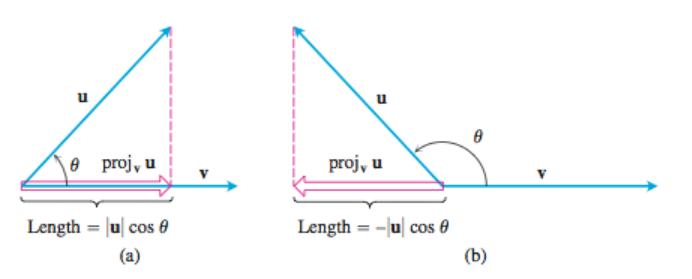 u
θ
proj_v u
v
Length = |u| cos θ
(a)
u
θ
proj_v u
v
Length = –|u| cos θ
(b)